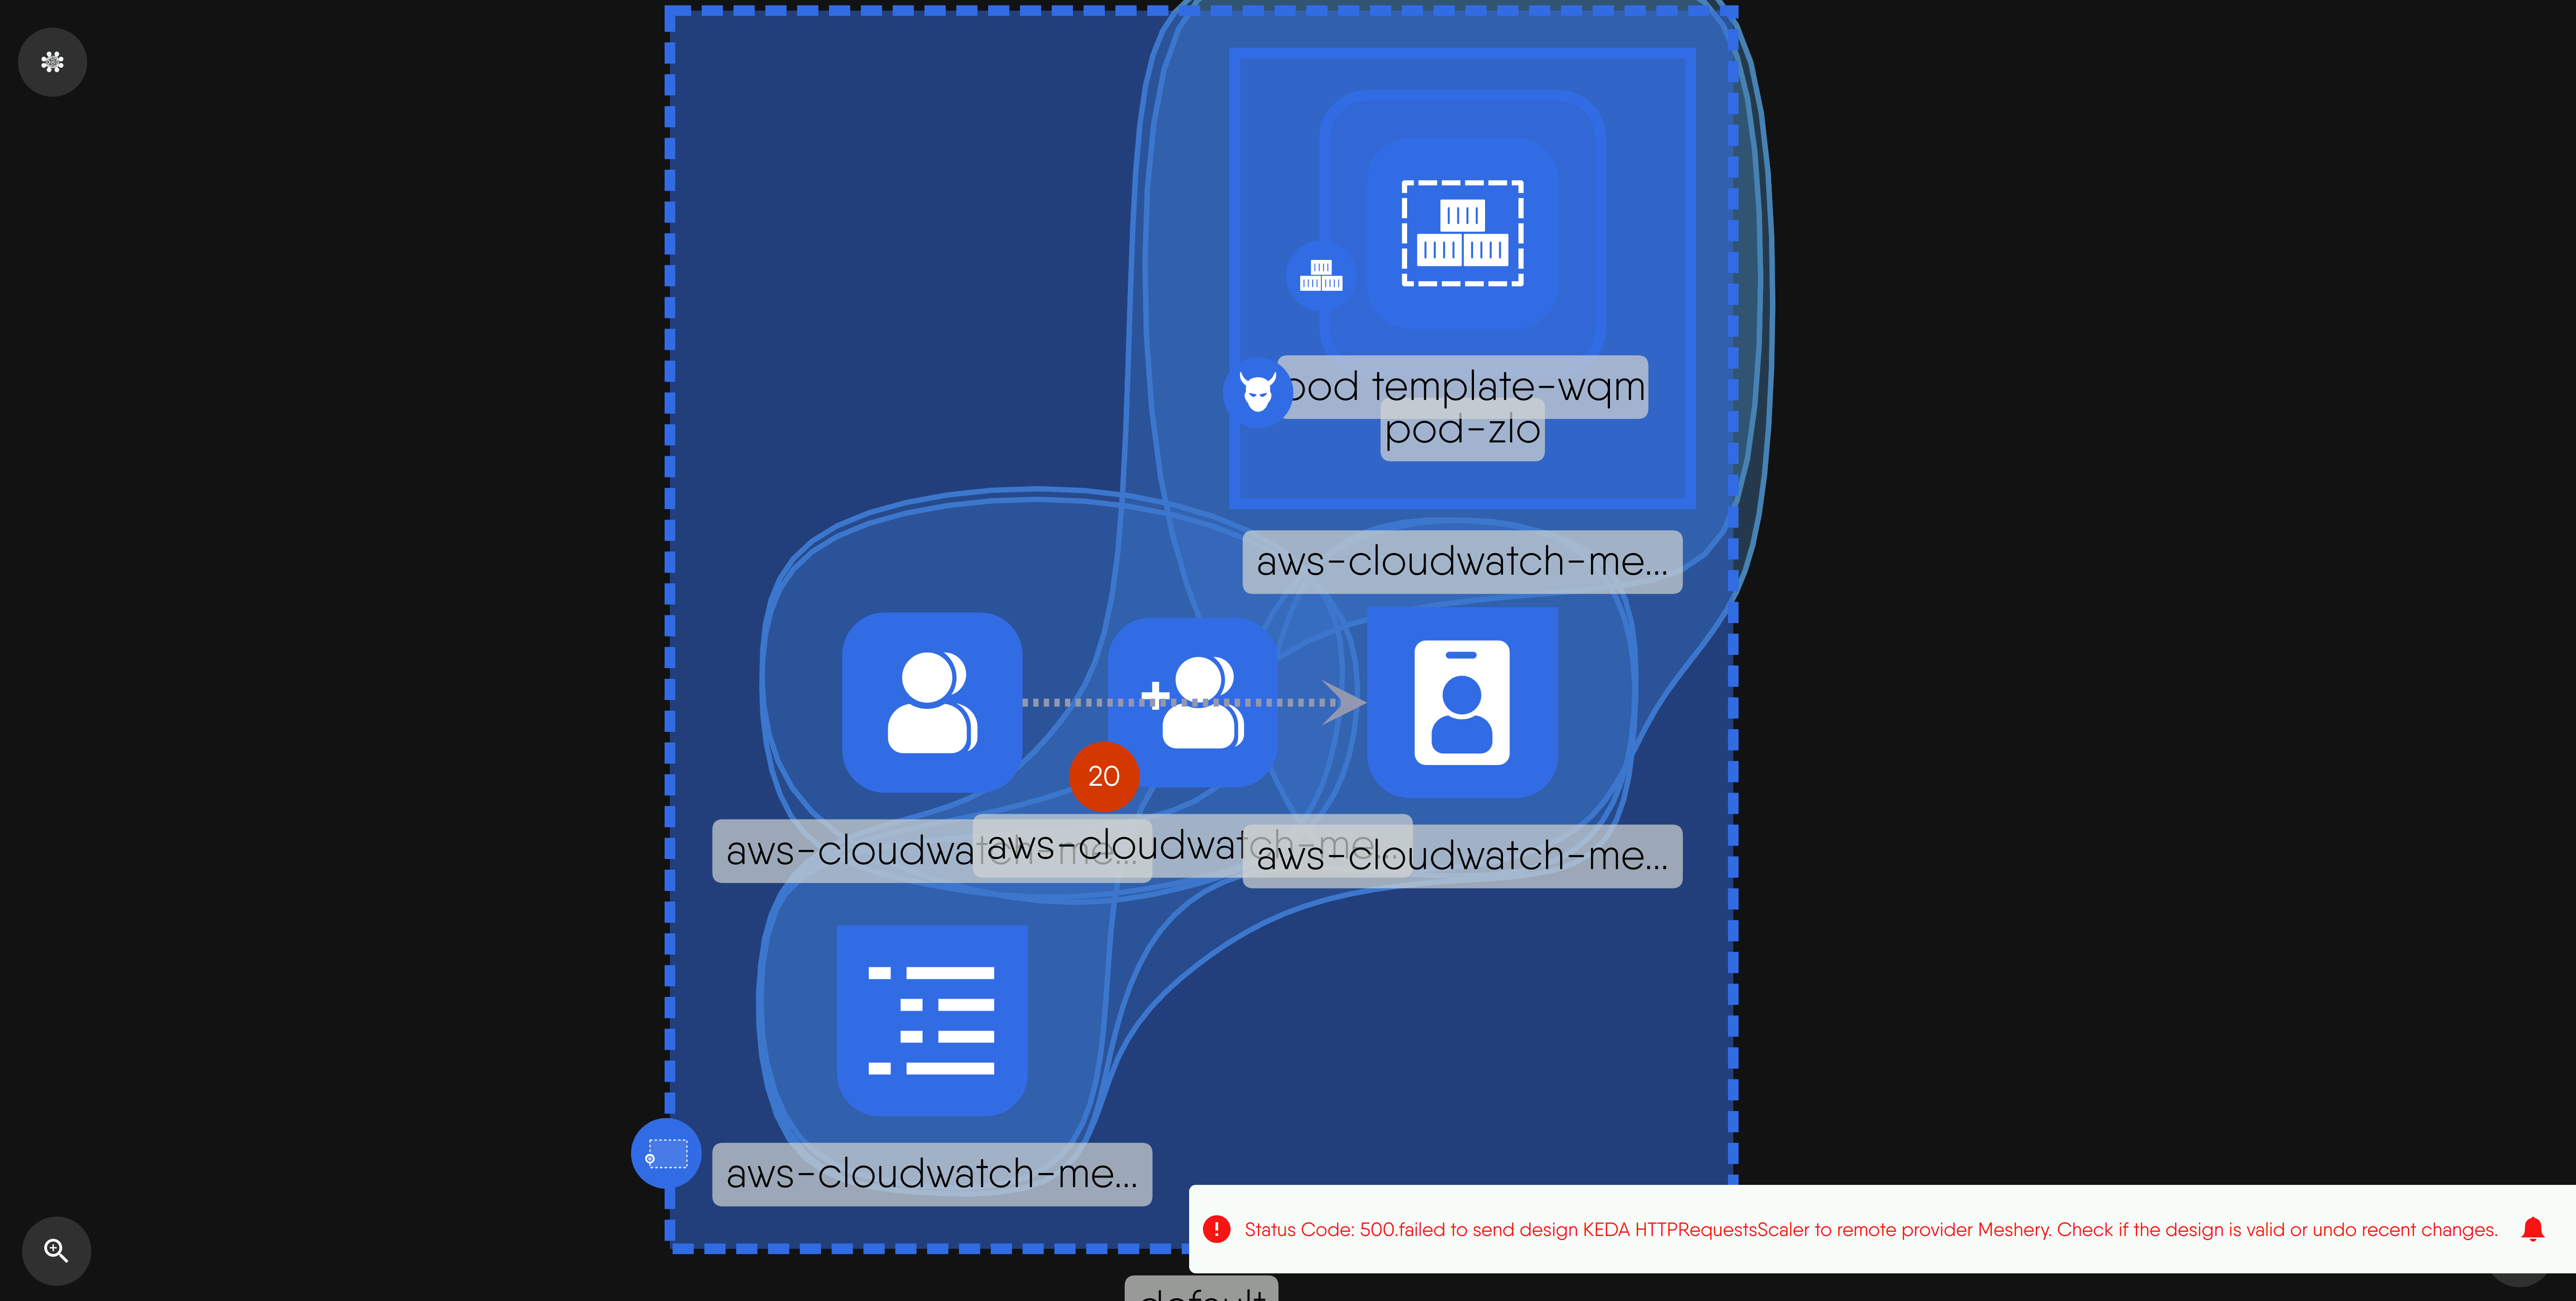 pod template-wqm
pod-zlo
aws-cloudwatch-me...
20
aws-cloudwatch-me...
aws-cloudwatch-me...
aws-cloudwatch-me...
aws-cloudwatch-me...
Status Code: 500.failed to send design KEDA HTTPRequestsScaler to remote provider Meshery. Check if the design is valid or undo recent changes.
default